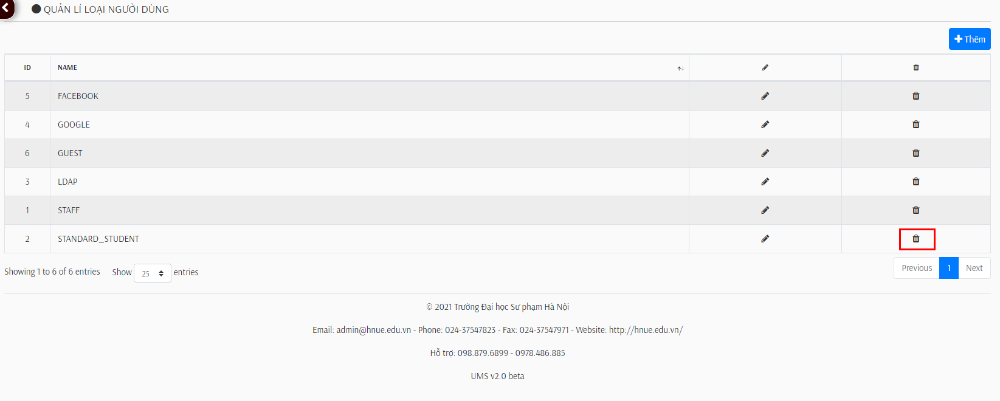 QUẢN LÍ LOẠI NGƯỜI DÙNG
Thêm
ID NAME
5 FACEBOOK
4 GOOGLE
6 GUEST
3 LDAP
1 STAFF
2 STANDARD_STUDENT
Showing 1 to 6 of 6 entries Show 25 entries Previous 1 Next
© 2021 Trường Đại học Sư phạm Hà Nội
Email: admin@hnue.edu.vn - Phone: 024-37547823 - Fax: 024-37547971 - Website: http://hnue.edu.vn/
Hỗ trợ: 098.879.6899 - 0978.486.885
UMS v2.0 beta